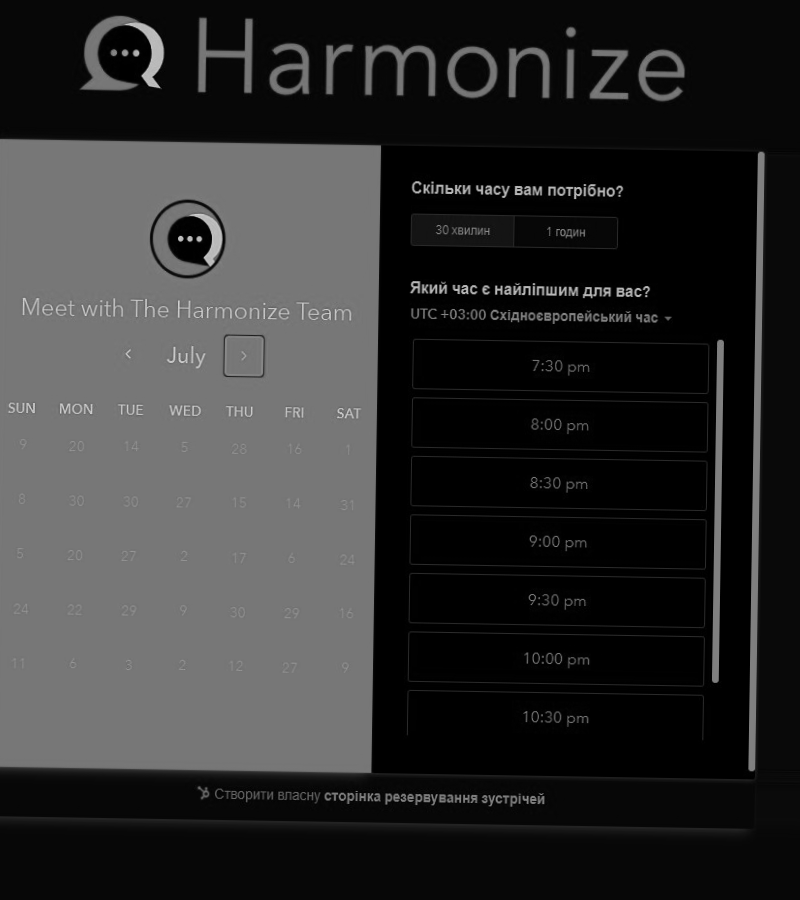 Harmonize
Meet with The Harmonize Team
July
SUN MON TUE WED THU FRI SAT
9 20 14 5 28 16 1
8 30 30 27 15 14 31
5 20 27 2 17 6 24
24 22 29 9 30 29 16
11 6 3 2 12 27 9
Скільки часу вам потрібно?
30 хвилин 1 годин
Який час є найліпшим для вас?
UTC +03:00 Східноєвропейський час
7:30 pm
8:00 pm
8:30 pm
9:00 pm
9:30 pm
10:00 pm
10:30 pm
Створити власну сторінка резервування зустрічей